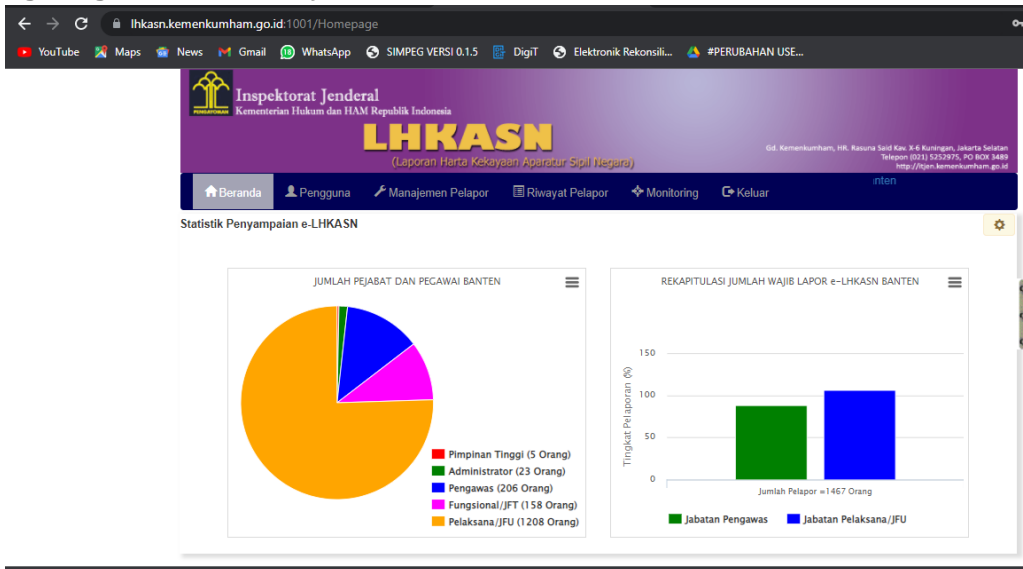 lhkasn.kemenkumham.go.id:1001/Homepage
YouTube Maps News Gmail WhatsApp SIMPEG VERSI 0.1.5 DigiT Elektronik Rekonsili... #PERUBAHAN USE...
PENGAYOMAN
Inspektorat Jenderal
Kementerian Hukum dan HAM Republik Indonesia
LHKASN
(Laporan Harta Kekayaan Aparatur Sipil Negara)
Gd. Kemenkumham, HR. Rasuna Said Kav. X-6 Kuningan, Jakarta Selatan
Telepon (021) 5252975, PO BOX 3489
http://itjen.kemenkumham.go.id
nten
Beranda Pengguna Manajemen Pelapor Riwayat Pelapor Monitoring Keluar
Statistik Penyampaian e-LHKASN
JUMLAH PEJABAT DAN PEGAWAI BANTEN
Pimpinan Tinggi (5 Orang)
Administrator (23 Orang)
Pengawas (206 Orang)
Fungsional/JFT (158 Orang)
Pelaksana/JFU (1208 Orang)
REKAPITULASI JUMLAH WAJIB LAPOR e-LHKASN BANTEN
Tingkat Pelaporan (%)
150
100
50
0
Jumlah Pelapor =1467 Orang
Jabatan Pengawas Jabatan Pelaksana/JFU